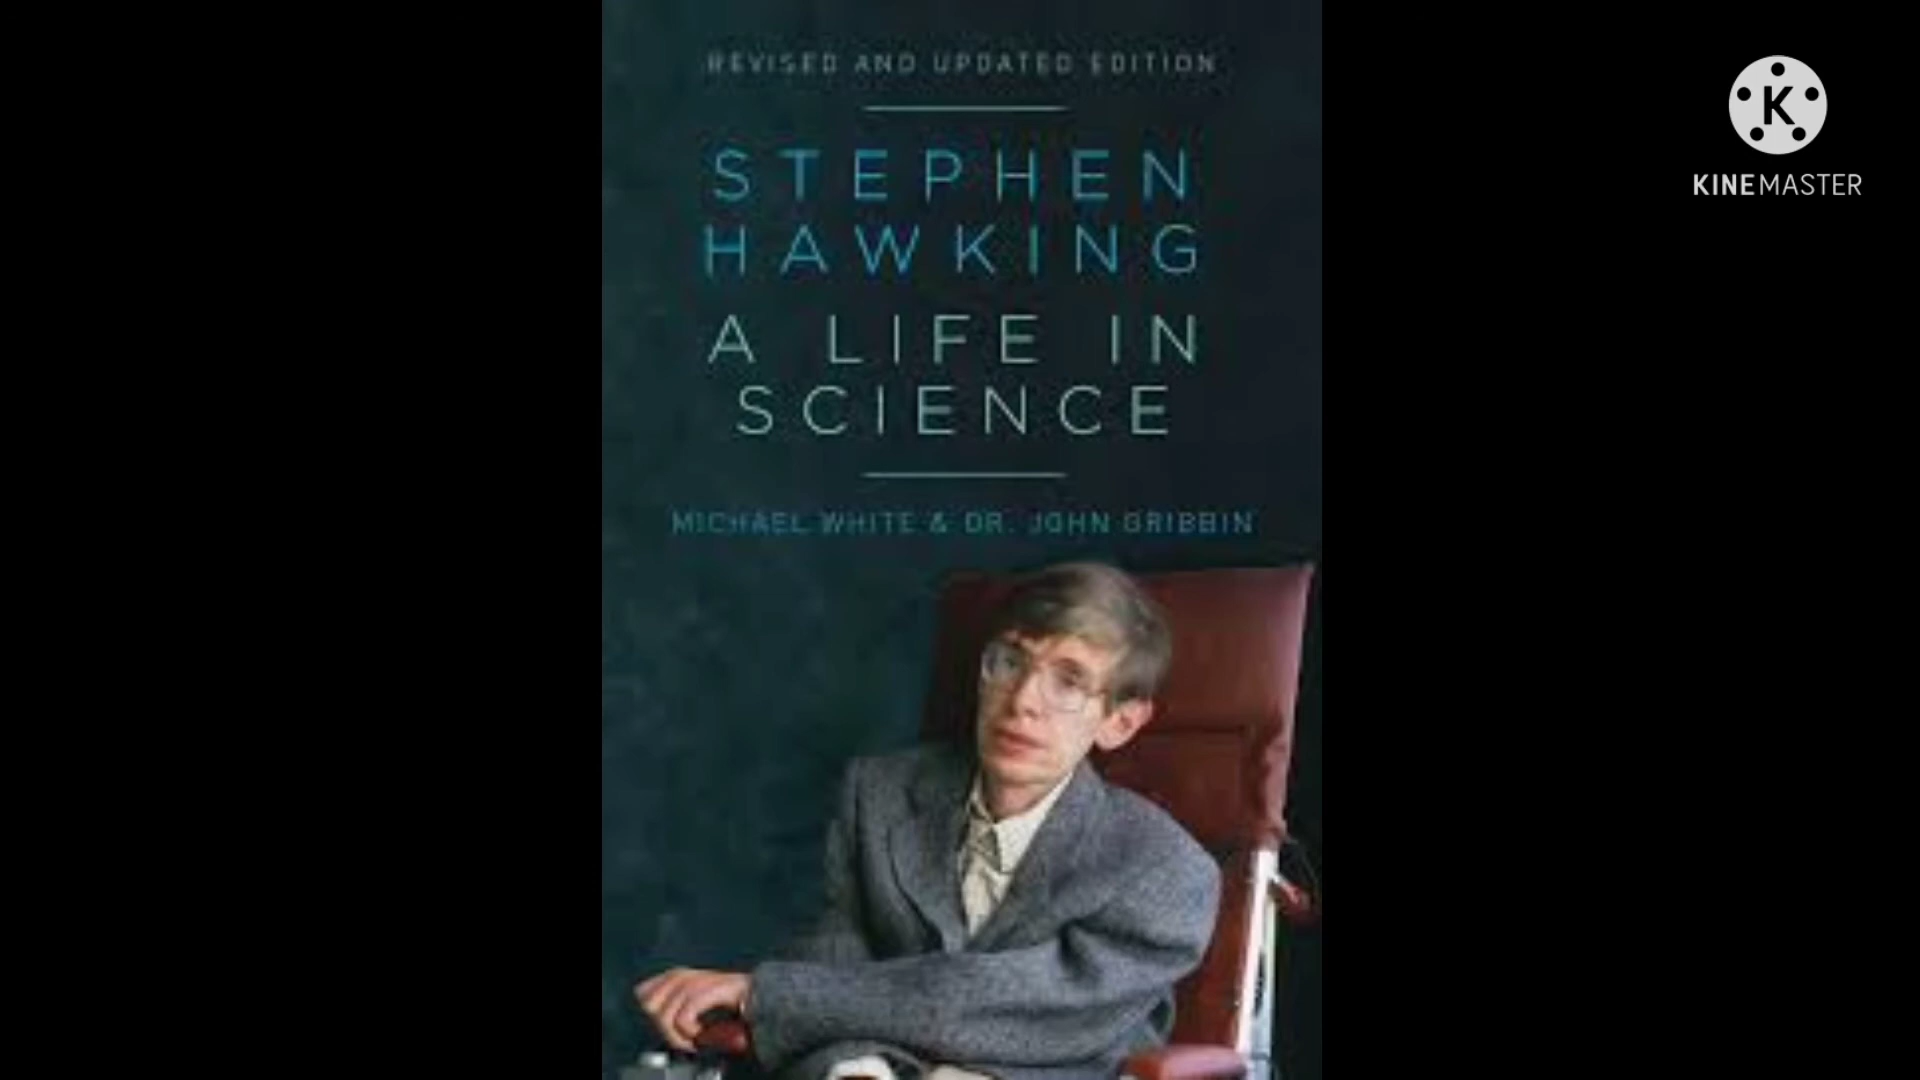 REVISED AND UPDATED EDITION
STEPHEN
HAWKING
A LIFE IN
SCIENCE
MICHAEL WHITE & DR. JOHN GRIBBIN
K
KINEMASTER